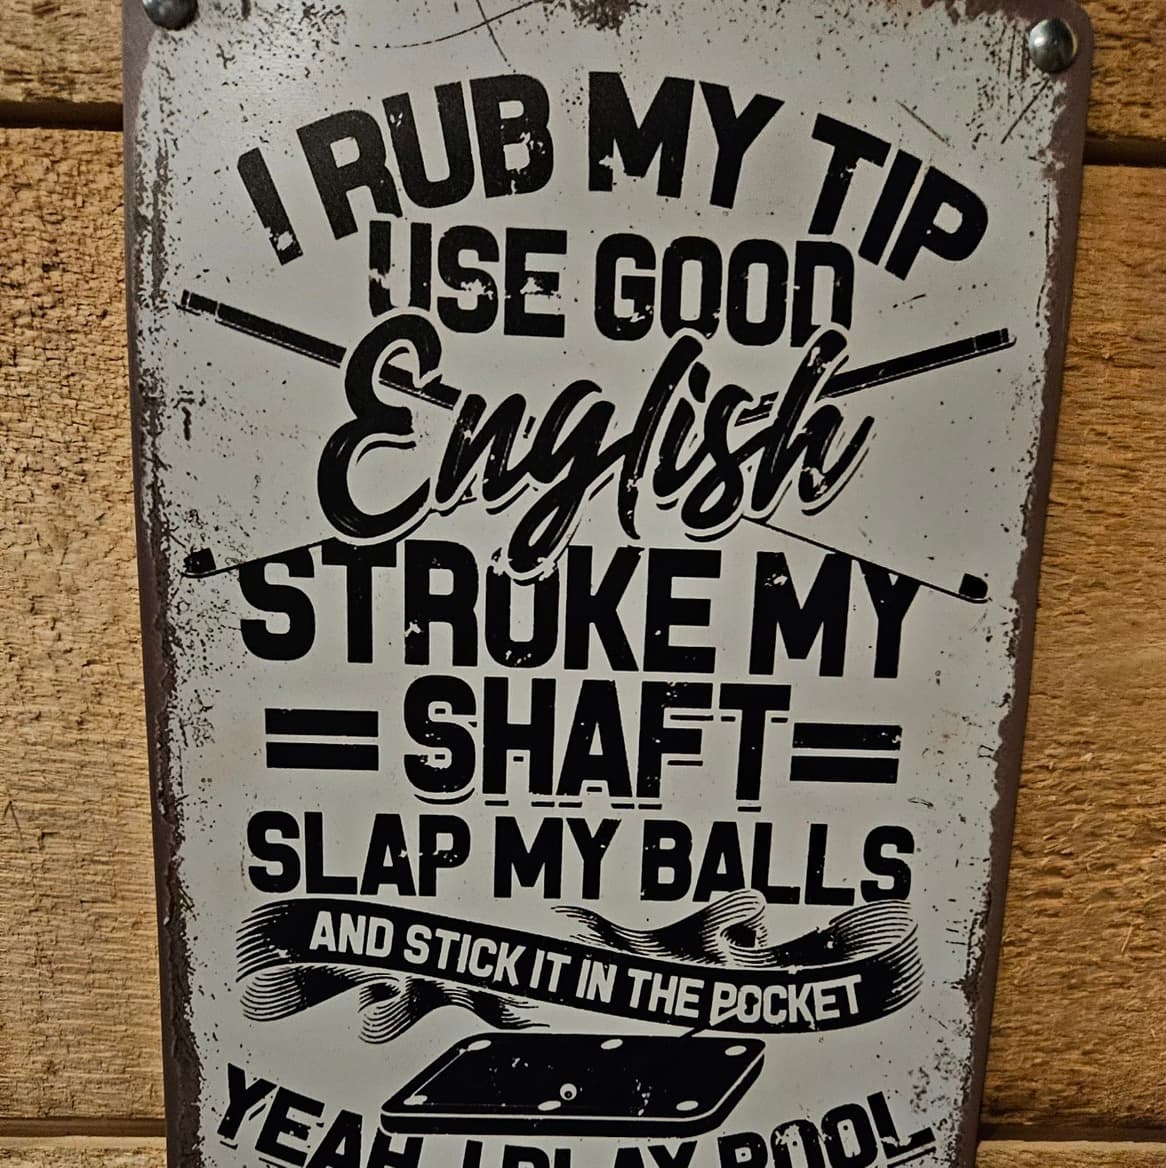 I RUB MY TIP
USE GOOD
English
STROKE MY
SHAFT
SLAP MY BALLS
AND STICK IT IN THE POCKET
YEAH I PLAY POOL